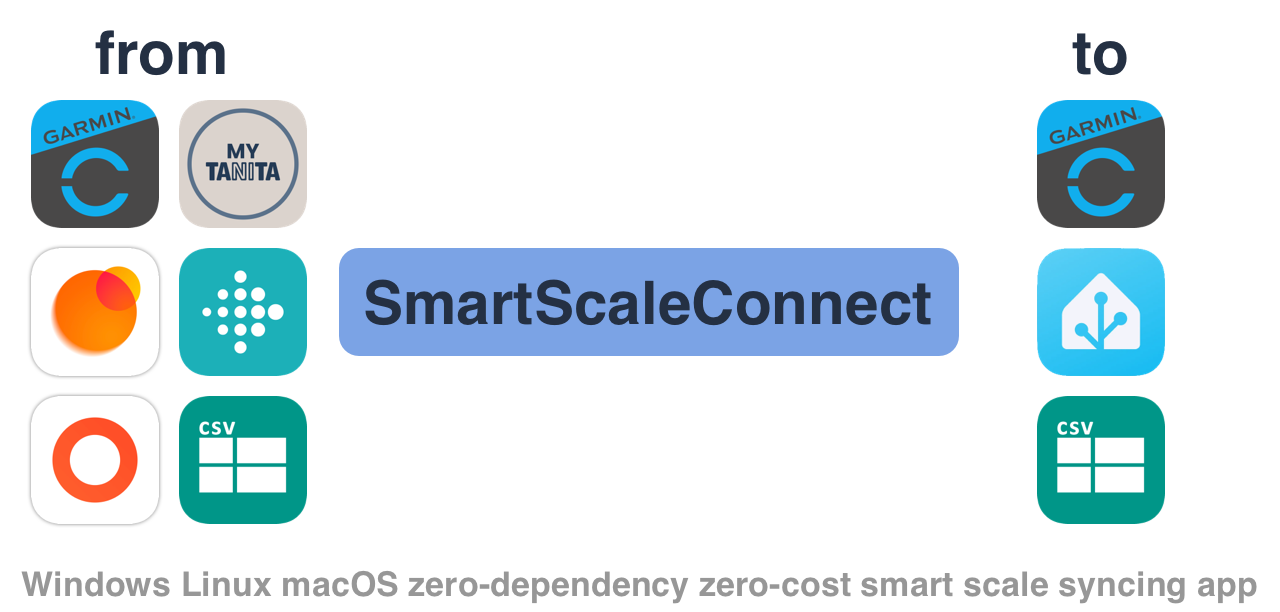 from
to
GARMIN.
MY
TANITA
GARMIN.
SmartScaleConnect
CSV
CSV
Windows Linux macOS zero-dependency zero-cost smart scale syncing app